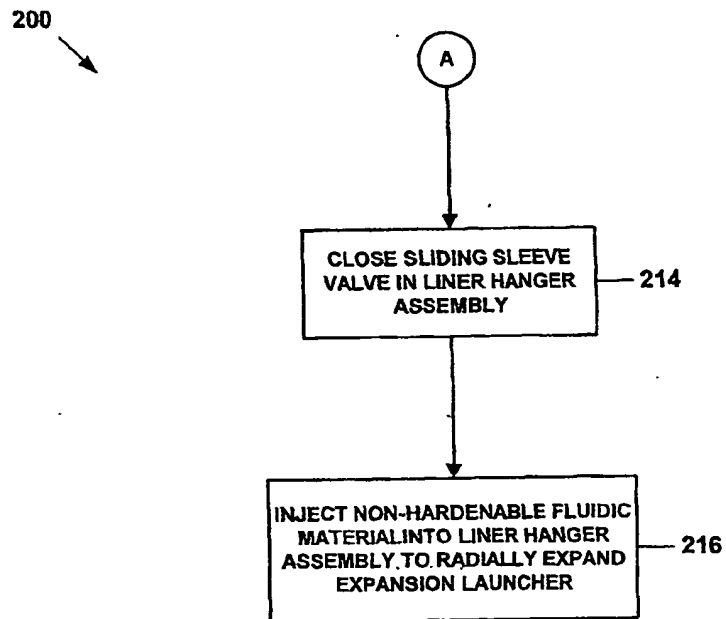 200
A
CLOSE SLIDING SLEEVE
VALVE IN LINER HANGER
ASSEMBLY
214
INJECT NON-HARDENABLE FLUIDIC
MATERIALINTO LINER HANGER
ASSEMBLY TO RADIALLY EXPAND
EXPANSION LAUNCHER
216